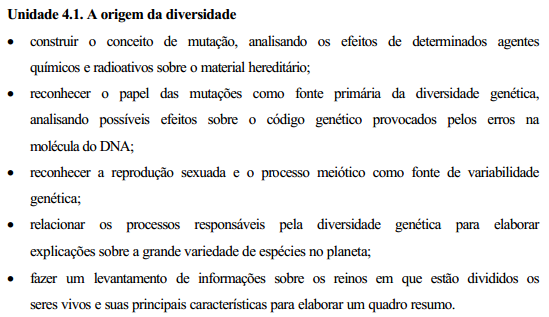 Unidade 4.1. A origem da diversidade
• construir o conceito de mutação, analisando os efeitos de determinados agentes
químicos e radioativos sobre o material hereditário;
• reconhecer o papel das mutações como fonte primária da diversidade genética,
analisando possíveis efeitos sobre o código genético provocados pelos erros na
molécula do DNA;
• reconhecer a reprodução sexuada e o processo meiótico como fonte de variabilidade
genética;
• relacionar os processos responsáveis pela diversidade genética para elaborar
explicações sobre a grande variedade de espécies no planeta;
• fazer um levantamento de informações sobre os reinos em que estão divididos os
seres vivos e suas principais características para elaborar um quadro resumo.